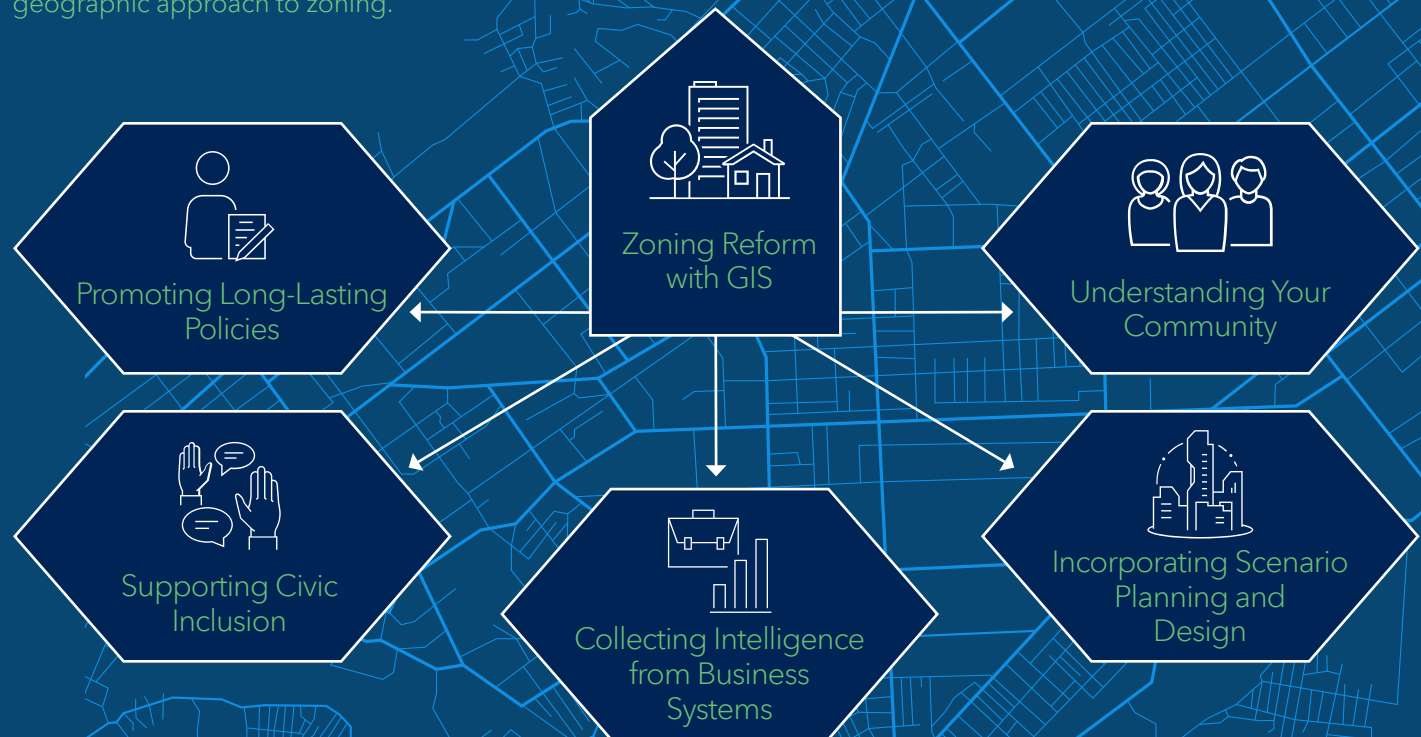 geographic approach to zoning.
Zoning Reform
with GIS
Promoting Long-Lasting
Policies
Understanding Your
Community
Supporting Civic
Inclusion
Collecting Intelligence
from Business
Systems
Incorporating Scenario
Planning and
Design